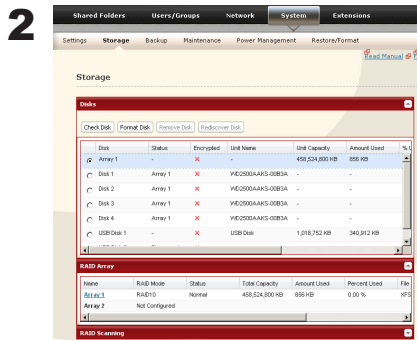 2
Shared Folders Users/Groups Network System Extensions
Settings Storage Backup Maintenance Power Management Restore/Format
Read Manual
Storage
Disks
Check Disk Format Disk Remove Disk Rediscover Disk
Disk Status Encrypted Unit Name Unit Capacity Amount Used % U
Array 1 - - 458,524,800 KB 856 KB
Disk 1 Array 1 WD2500AAKS-00B3A - -
Disk 2 Array 1 WD2500AAKS-00B3A - -
Disk 3 Array 1 WD2500AAKS-00B3A - -
Disk 4 Array 1 WD2500AAKS-00B3A - -
USB Disk 1 - USB Disk 1,018,752 KB 340,912 KB
RAID Array
Name RAID Mode Status Total Capacity Amount Used Percent Used File
Array 1 RAID10 Normal 458,524,800 KB 856 KB 0.00 % XFS
Array 2 Not Configured
RAID Scanning